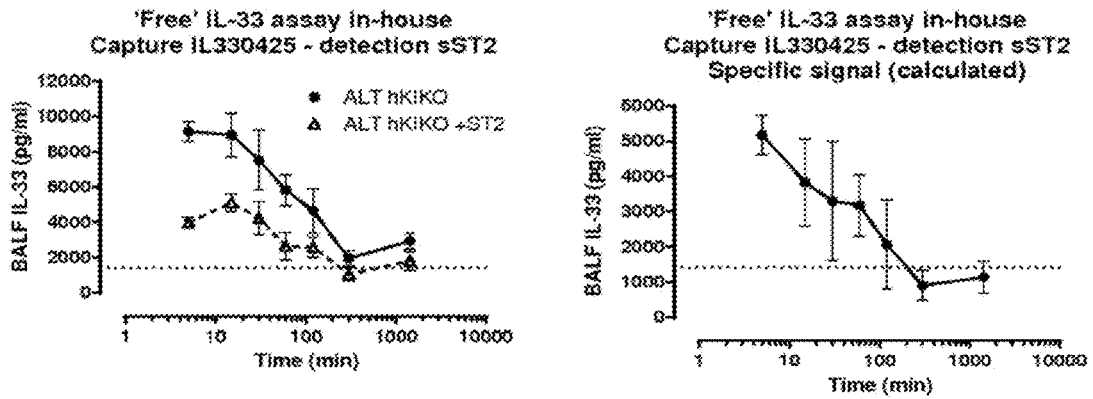 'Free' IL-33 assay in-house
Capture IL330425 - detection sST2
12000
10000
8000
6000
4000
2000
0
BALF IL-33 (pg/ml)
ALT hKIKO
ALT hKIKO +ST2
1
10
100
1000
10000
Time (min)
'Free' IL-33 assay in-house
Capture IL330425 - detection sST2
Specific signal (calculated)
6000
5000
4000
3000
2000
1000
0
BALF IL-33 (pg/ml)
1
10
100
1000
10000
Time (min)